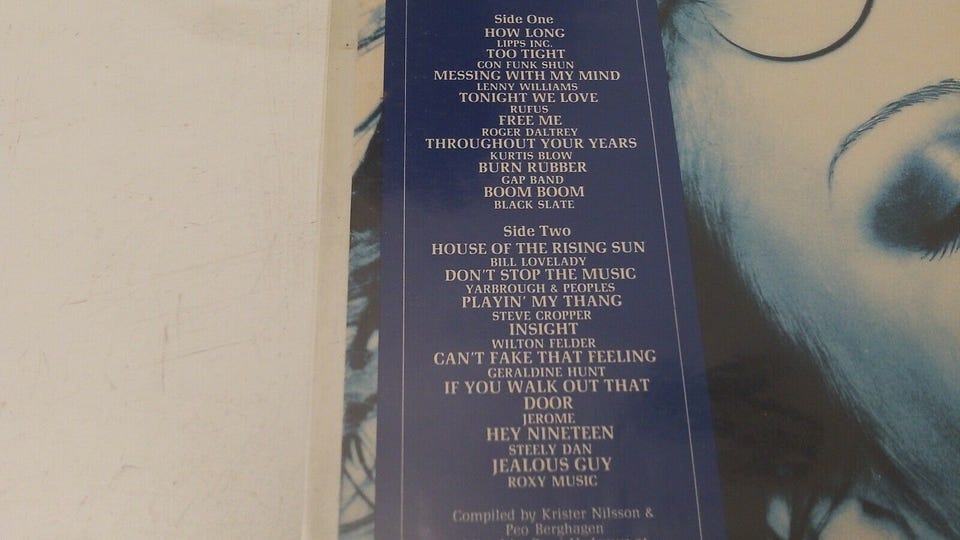 Side One
HOW LONG
LIPPS INC.
TOO TIGHT
CON FUNK SHUN
MESSING WITH MY MIND
LENNY WILLIAMS
TONIGHT WE LOVE
RUFUS
FREE ME
ROGER DALTREY
THROUGHOUT YOUR YEARS
KURTIS BLOW
BURN RUBBER
GAP BAND
BOOM BOOM
BLACK SLATE
Side Two
HOUSE OF THE RISING SUN
BILL LOVELADY
DON'T STOP THE MUSIC
YARBROUGH & PEOPLES
PLAYIN' MY THANG
STEVE CROPPER
INSIGHT
WILTON FELDER
CAN'T FAKE THAT FEELING
GERALDINE HUNT
IF YOU WALK OUT THAT
DOOR
JEROME
HEY NINETEEN
STEELY DAN
JEALOUS GUY
ROXY MUSIC
Compiled by Krister Nilsson &
Peo Berghagen